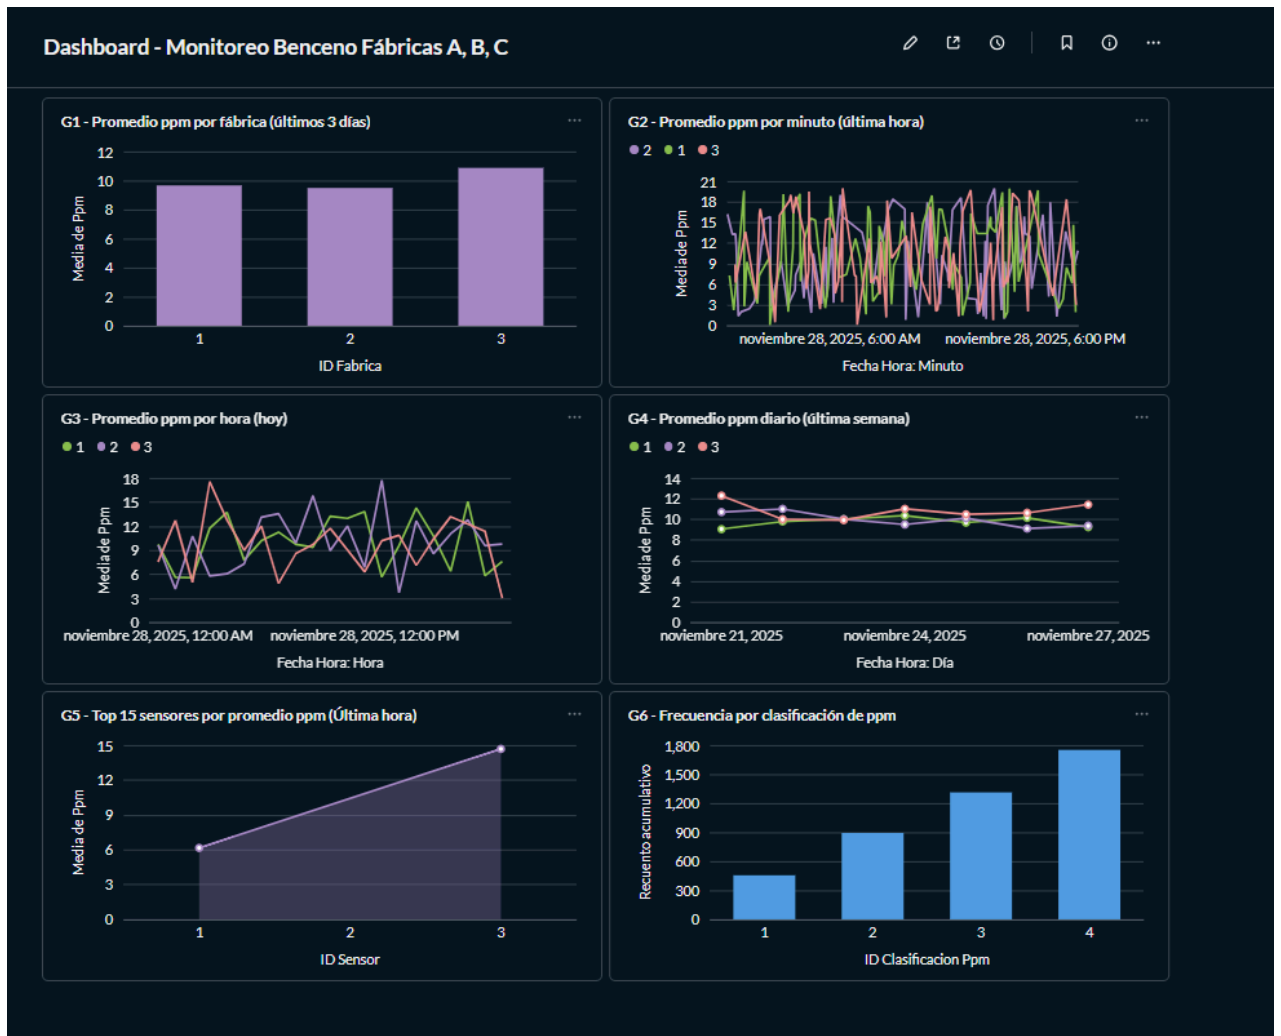 Dashboard - Monitoreo Benceno Fábricas A, B, C
G1 - Promedio ppm por fábrica (últimos 3 días)
12
10
8
6
4
2
0
Media de Ppm
1 2 3
ID Fabrica
G2 - Promedio ppm por minuto (última hora)
2 1 3
21
18
15
12
9
6
3
0
Media de Ppm
noviembre 28, 2025, 6:00 AM noviembre 28, 2025, 6:00 PM
Fecha Hora: Minuto
G3 - Promedio ppm por hora (hoy)
1 2 3
18
15
12
9
6
3
0
Media de Ppm
noviembre 28, 2025, 12:00 AM noviembre 28, 2025, 12:00 PM
Fecha Hora: Hora
G4 - Promedio ppm diario (última semana)
1 2 3
14
12
10
8
6
4
2
0
Media de Ppm
noviembre 21, 2025 noviembre 24, 2025 noviembre 27, 2025
Fecha Hora: Día
G5 - Top 15 sensores por promedio ppm (Última hora)
15
12
9
6
3
0
Media de Ppm
1 2 3
ID Sensor
G6 - Frecuencia por clasificación de ppm
1,800
1,500
1,200
900
600
300
0
Recuento acumulativo
1 2 3 4
ID Clasificacion Ppm